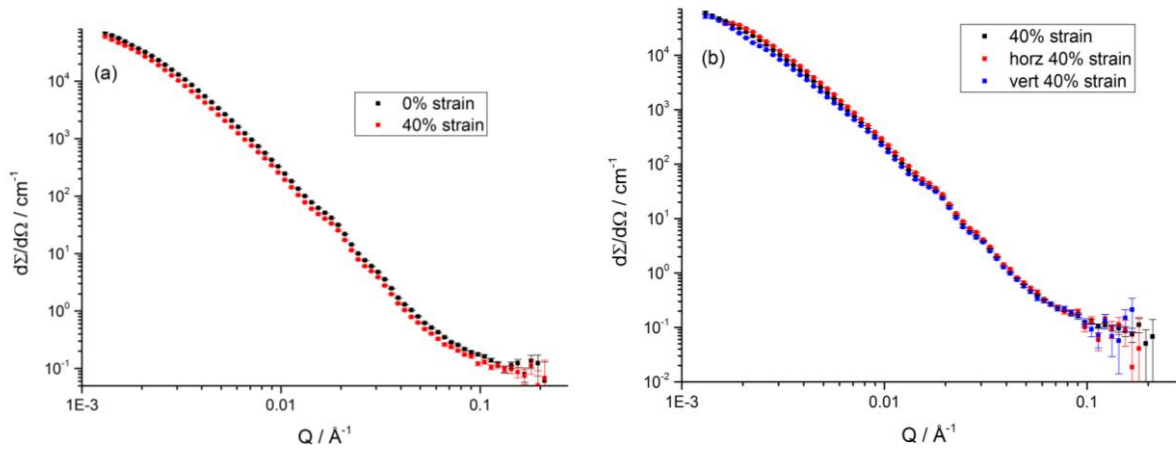 (a)
0% strain
40% strain
10⁴
10³
10²
10¹
10⁰
10⁻¹
dΣ/dΩ / cm⁻¹
1E-3
0.01
0.1
Q / Å⁻¹
(b)
40% strain
horz 40% strain
vert 40% strain
10⁴
10³
10²
10¹
10⁰
10⁻¹
10⁻²
dΣ/dΩ / cm⁻¹
1E-3
0.01
0.1
Q / Å⁻¹